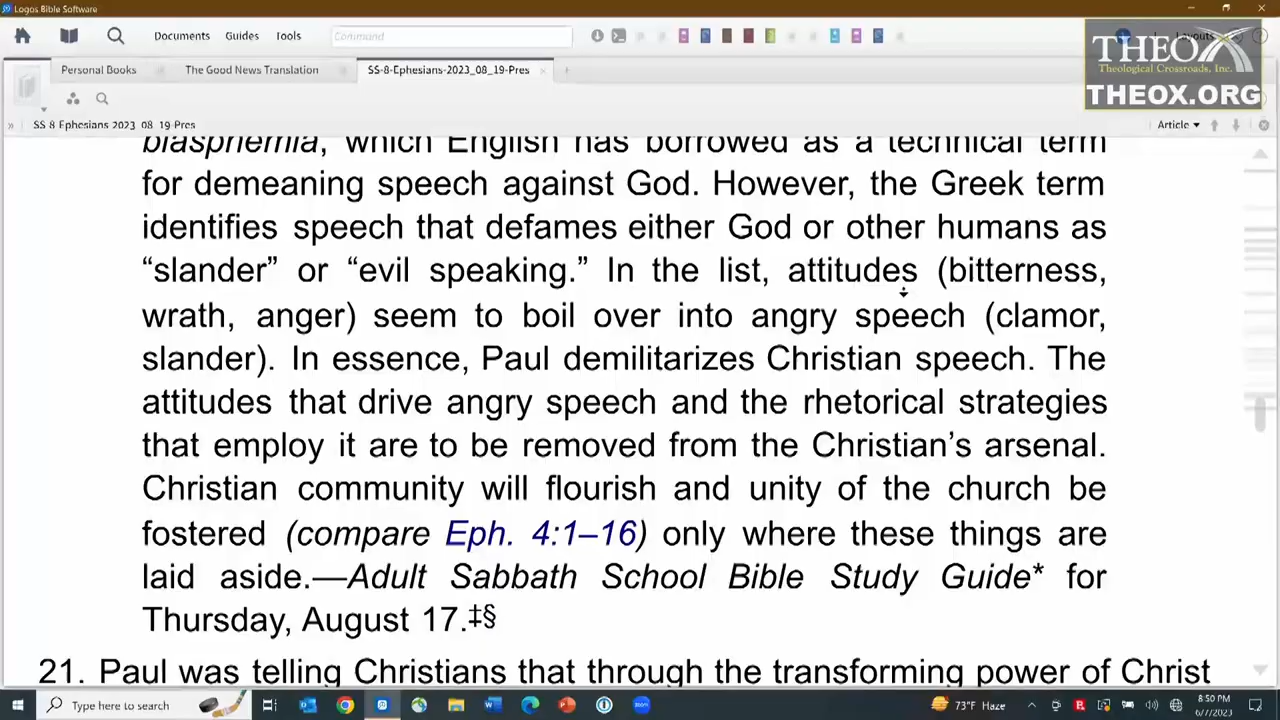 Logos Bible Software
Documents Guides Tools Command Layouts
THEOX
Theological Crossroads, Inc.
THEOX.ORG
Personal Books The Good News Translation SS-8-Ephesians-2023_08_19-Pres
SS-8-Ephesians-2023_08_19-Pres Article
blasphemia, which English has borrowed as a technical term
for demeaning speech against God. However, the Greek term
identifies speech that defames either God or other humans as
“slander” or “evil speaking.” In the list, attitudes (bitterness,
wrath, anger) seem to boil over into angry speech (clamor,
slander). In essence, Paul demilitarizes Christian speech. The
attitudes that drive angry speech and the rhetorical strategies
that employ it are to be removed from the Christian’s arsenal.
Christian community will flourish and unity of the church be
fostered (compare Eph. 4:1–16) only where these things are
laid aside.—Adult Sabbath School Bible Study Guide* for
Thursday, August 17.‡§
21. Paul was telling Christians that through the transforming power of Christ
Type here to search
73°F Haze
8:50 PM
6/7/2023